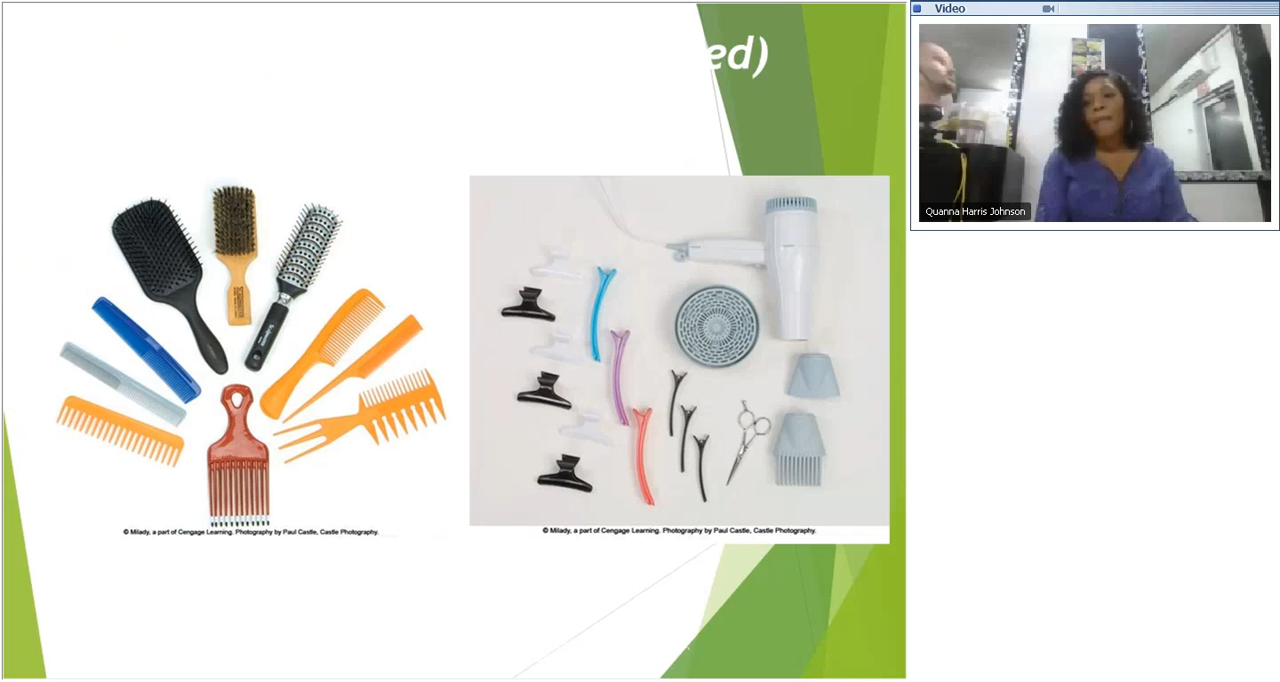 ed)
Video
Quanna Harris Johnson
© Milady, a part of Cengage Learning. Photography by Paul Castle, Castle Photography.
© Milady, a part of Cengage Learning. Photography by Paul Castle, Castle Photography.